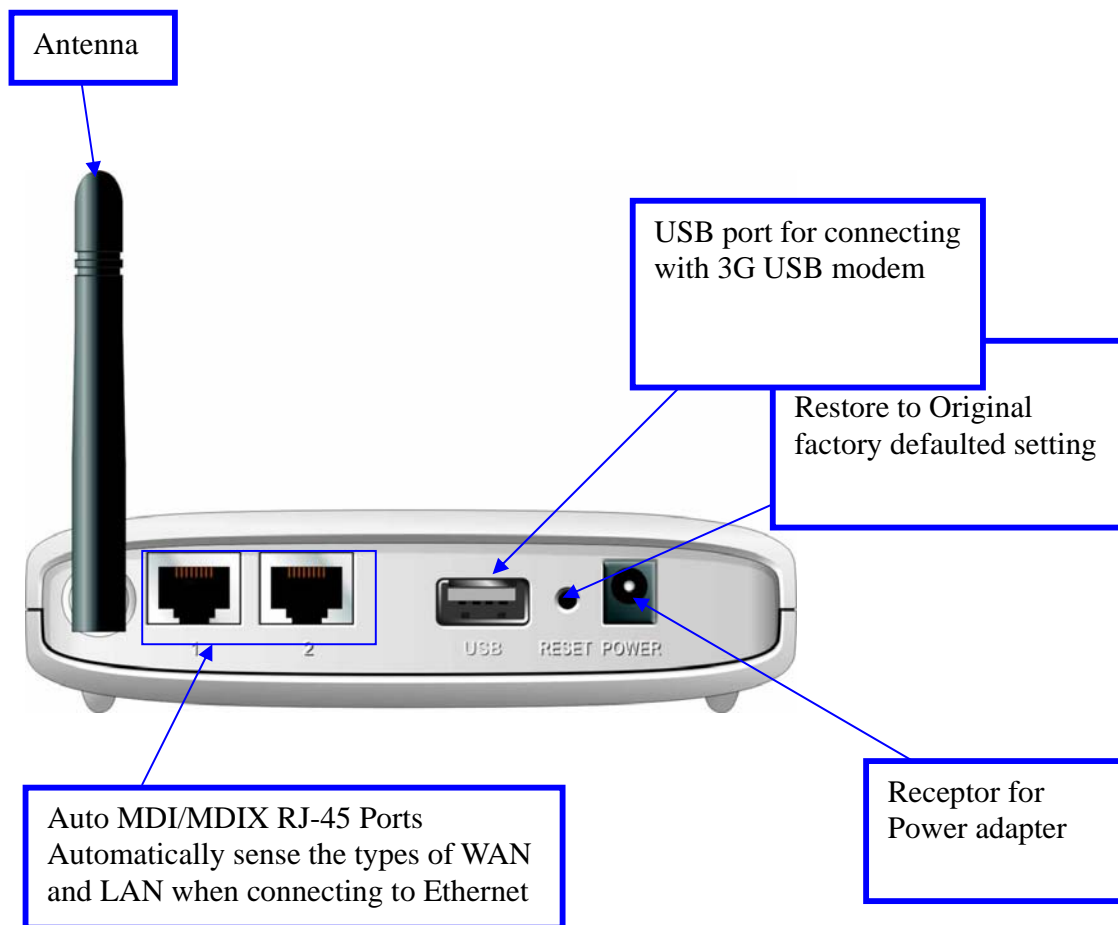 Antenna
USB port for connecting
with 3G USB modem
Restore to Original
factory defaulted setting
1
2
USB
RESET
POWER
Auto MDI/MDIX RJ-45 Ports
Automatically sense the types of WAN
and LAN when connecting to Ethernet
Receptor for
Power adapter